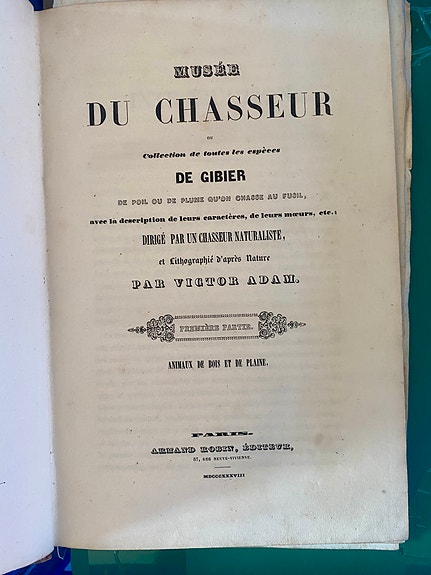 MUSÉE
DU CHASSEUR
OU
Collection de toutes les espèces
DE GIBIER
DE POIL OU DE PLUME QU'ON CHASSE AU FUSIL,
avec la description de leurs caractères, de leurs mœurs, etc.;
DIRIGÉ PAR UN CHASSEUR NATURALISTE,
et Lithographié d'après Nature
PAR VICTOR ADAM.
PREMIÈRE PARTIE.
ANIMAUX DE BOIS ET DE PLAINE.
PARIS.
ARMAND ROBIN, ÉDITEUR,
57, RUE NEUVE-VIVIENNE.
MDCCCXXXVIII